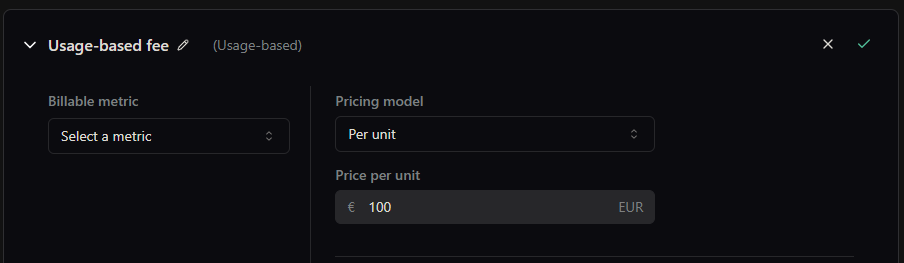 Usage-based fee (Usage-based)
Billable metric
Select a metric
Pricing model
Per unit
Price per unit
€ 100 EUR